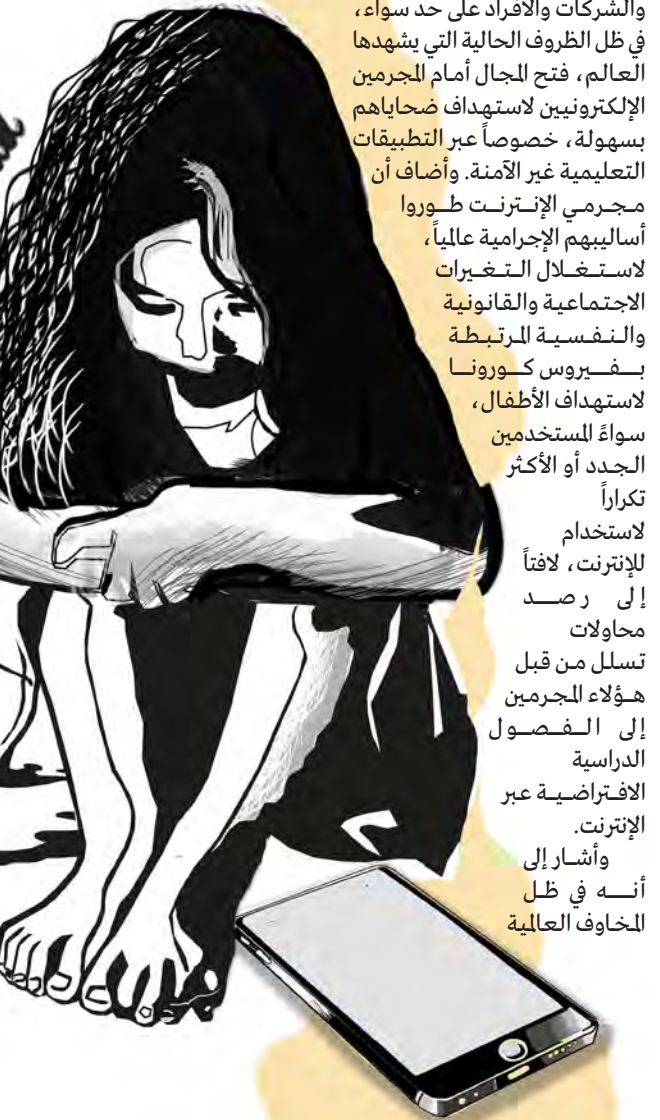 والشركات والأفراد على حد سواء،
في ظل الظروف الحالية التي يشهدها
العالم، فتح المجال أمام المجرمين
الإلكترونيين لاستهداف ضحاياهم
بسهولة، خصوصاً عبر التطبيقات
التعليمية غير الآمنة. وأضاف أن
مجرمي الإنترنت طوروا
أساليبهم الإجرامية عالمياً،
لاستغلال التغيرات
الاجتماعية والقانونية
والنفسية المرتبطة
بفيروس كورونا
لاستهداف الأطفال،
سواءً المستخدمين
الجدد أو الأكثر
تكراراً
لاستخدام
للإنترنت، لافتاً
إلى رصد
محاولات
تسلل من قبل
هؤلاء المجرمين
إلى الفصول
الدراسية
الافتراضية عبر
الإنترنت.
وأشار إلى
أنه في ظل
المخاوف العالمية